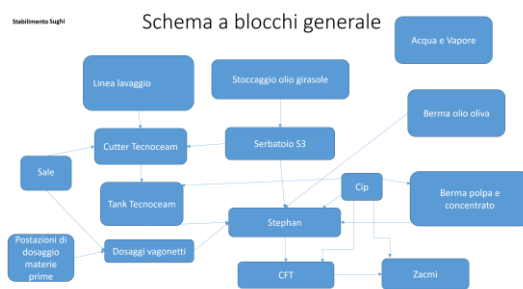 Stabilimento Sughi
Schema a blocchi generale
Acqua e Vapore
Linea lavaggio
Stoccaggio olio girasole
Berma olio oliva
Cutter Tecnoceam
Serbatoio S3
Sale
Cip
Tank Tecnoceam
Berma polpa e
concentrato
Stephan
Postazioni di
dosaggio
materie
prime
Dosaggi vagonetti
CFT
Zacmi